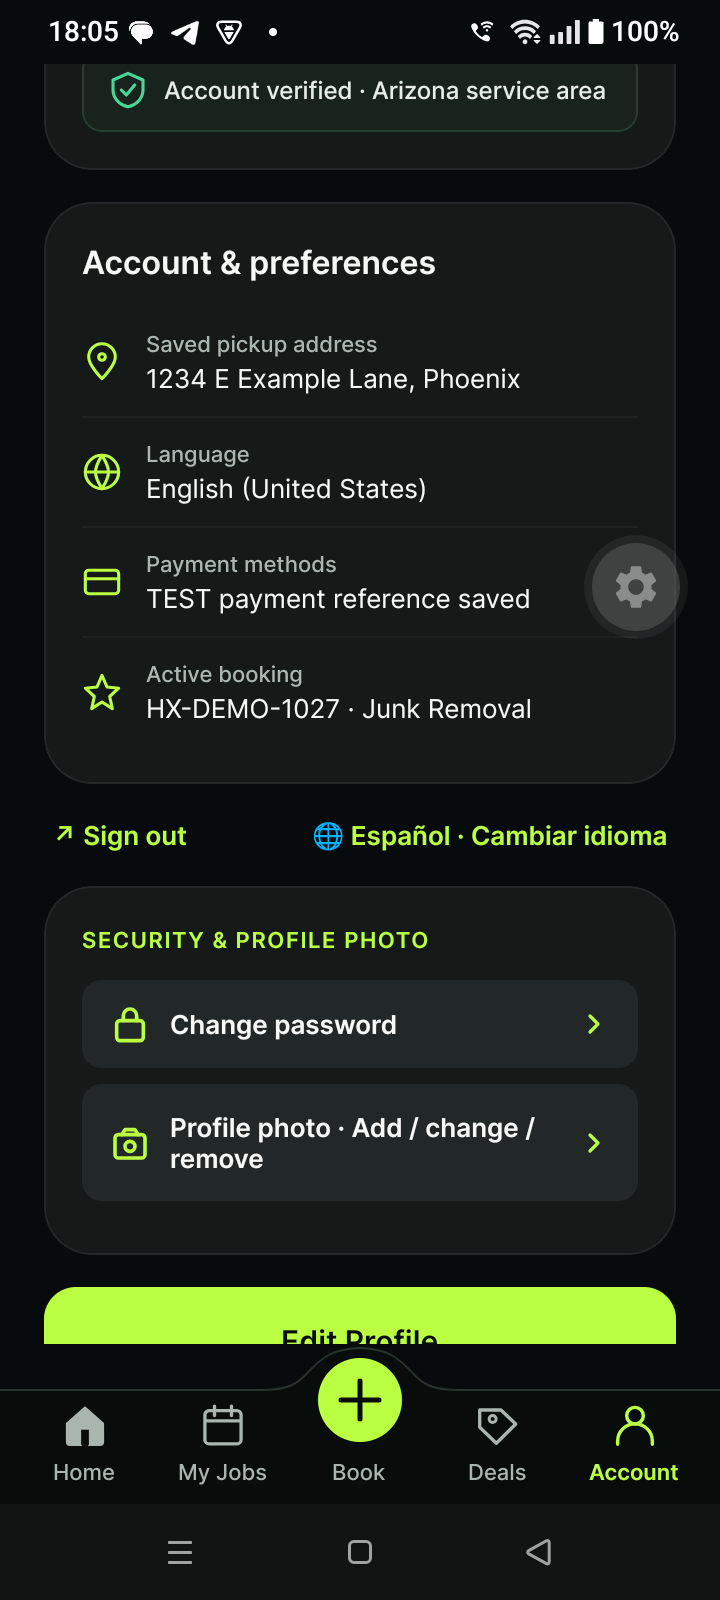 18:05
100%
Account verified · Arizona service area
Account & preferences
Saved pickup address
1234 E Example Lane, Phoenix
Language
English (United States)
Payment methods
TEST payment reference saved
Active booking
HX-DEMO-1027 · Junk Removal
Sign out
Español · Cambiar idioma
SECURITY & PROFILE PHOTO
Change password
Profile photo · Add / change /
remove
Edit Profile
Home
My Jobs
Book
Deals
Account